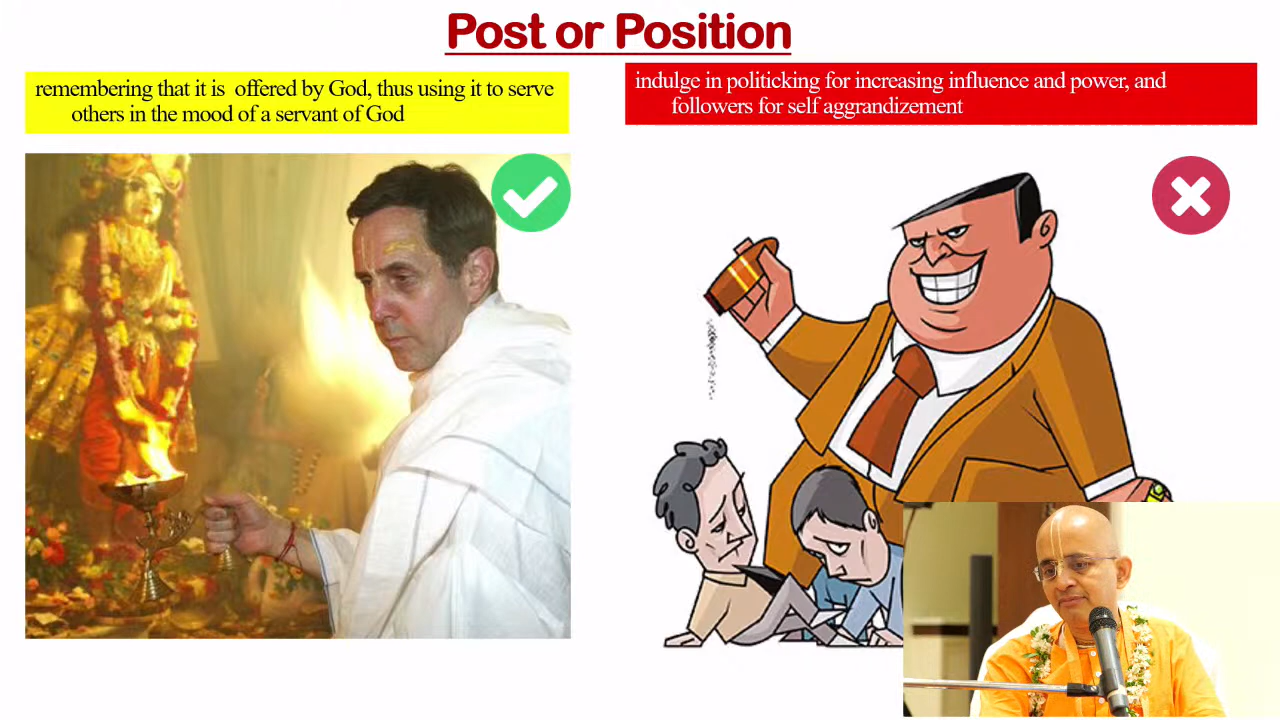 Post or Position
remembering that it is offered by God, thus using it to serve
others in the mood of a servant of God
indulge in politicking for increasing influence and power, and
followers for self aggrandizement